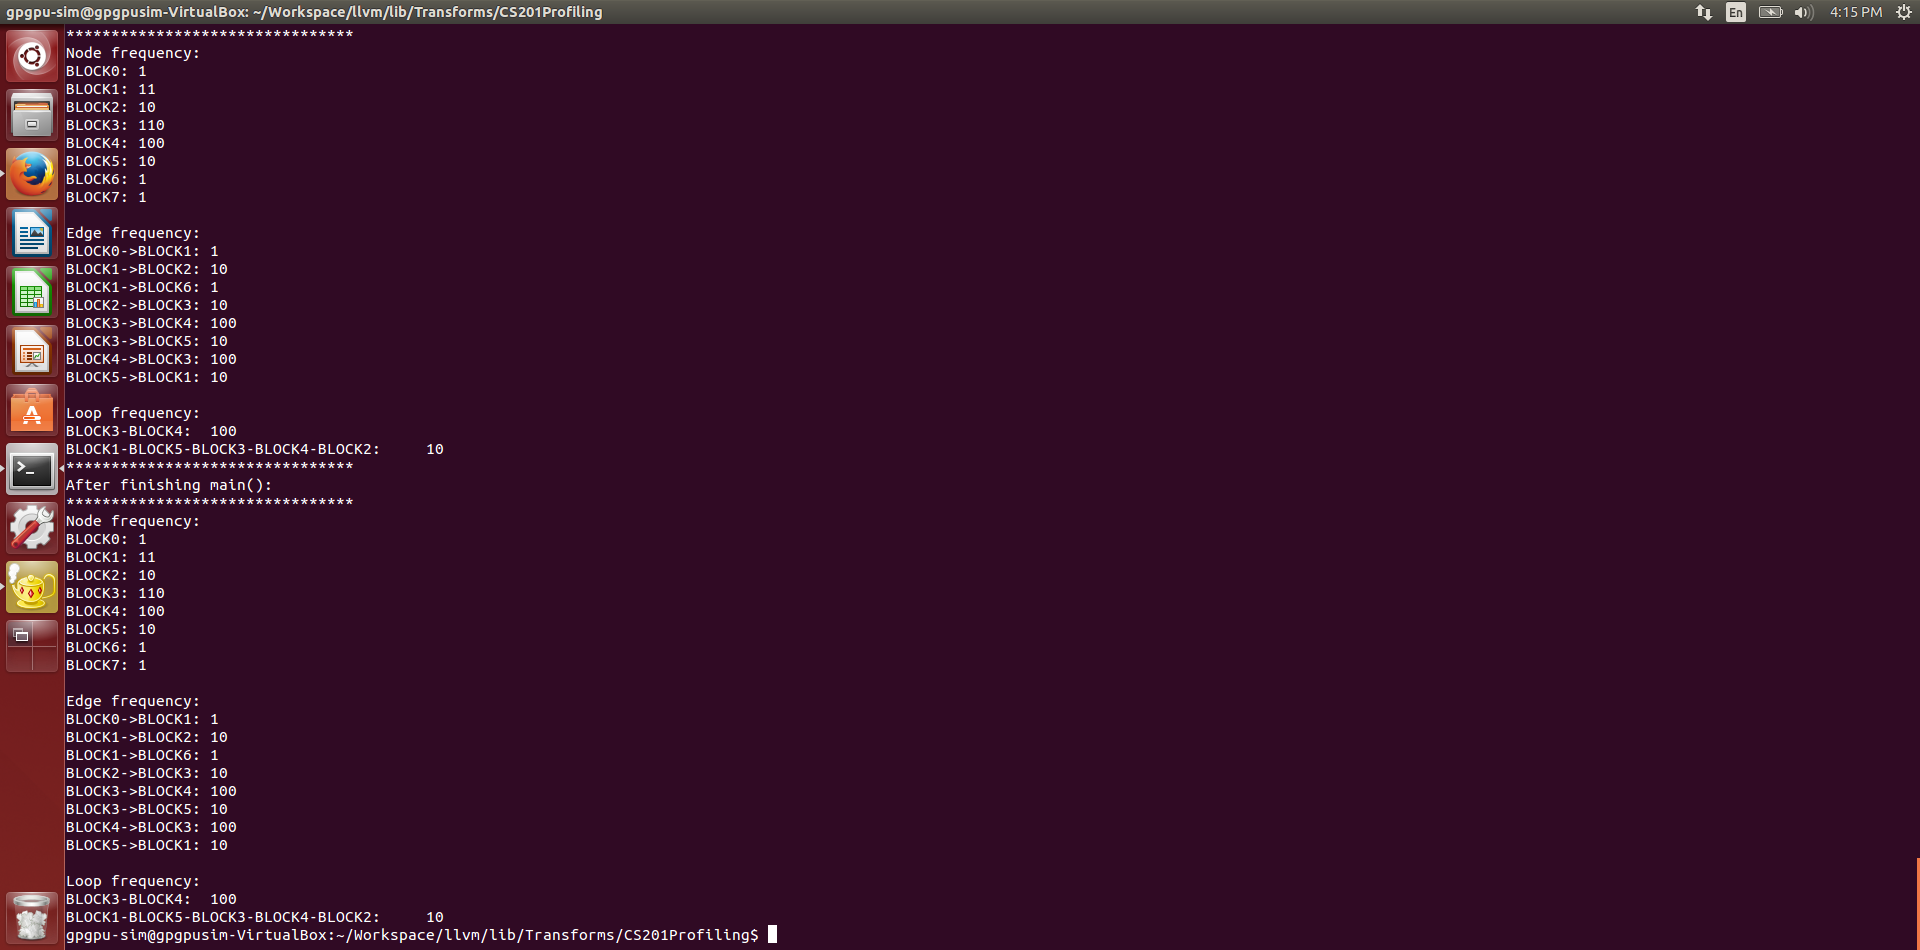 gpgpu-sim@gpgpusim-VirtualBox: ~/Workspace/llvm/lib/Transforms/CS201Profiling
En
4:15 PM
********************************
Node frequency:
BLOCK0: 1
BLOCK1: 11
BLOCK2: 10
BLOCK3: 110
BLOCK4: 100
BLOCK5: 10
BLOCK6: 1
BLOCK7: 1
Edge frequency:
BLOCK0->BLOCK1: 1
BLOCK1->BLOCK2: 10
BLOCK1->BLOCK6: 1
BLOCK2->BLOCK3: 10
BLOCK3->BLOCK4: 100
BLOCK3->BLOCK5: 10
BLOCK4->BLOCK3: 100
BLOCK5->BLOCK1: 10
Loop frequency:
BLOCK3-BLOCK4:  100
BLOCK1-BLOCK5-BLOCK3-BLOCK4-BLOCK2:     10
********************************
After finishing main():
********************************
Node frequency:
BLOCK0: 1
BLOCK1: 11
BLOCK2: 10
BLOCK3: 110
BLOCK4: 100
BLOCK5: 10
BLOCK6: 1
BLOCK7: 1
Edge frequency:
BLOCK0->BLOCK1: 1
BLOCK1->BLOCK2: 10
BLOCK1->BLOCK6: 1
BLOCK2->BLOCK3: 10
BLOCK3->BLOCK4: 100
BLOCK3->BLOCK5: 10
BLOCK4->BLOCK3: 100
BLOCK5->BLOCK1: 10
Loop frequency:
BLOCK3-BLOCK4:  100
BLOCK1-BLOCK5-BLOCK3-BLOCK4-BLOCK2:     10
gpgpu-sim@gpgpusim-VirtualBox:~/Workspace/llvm/lib/Transforms/CS201Profiling$